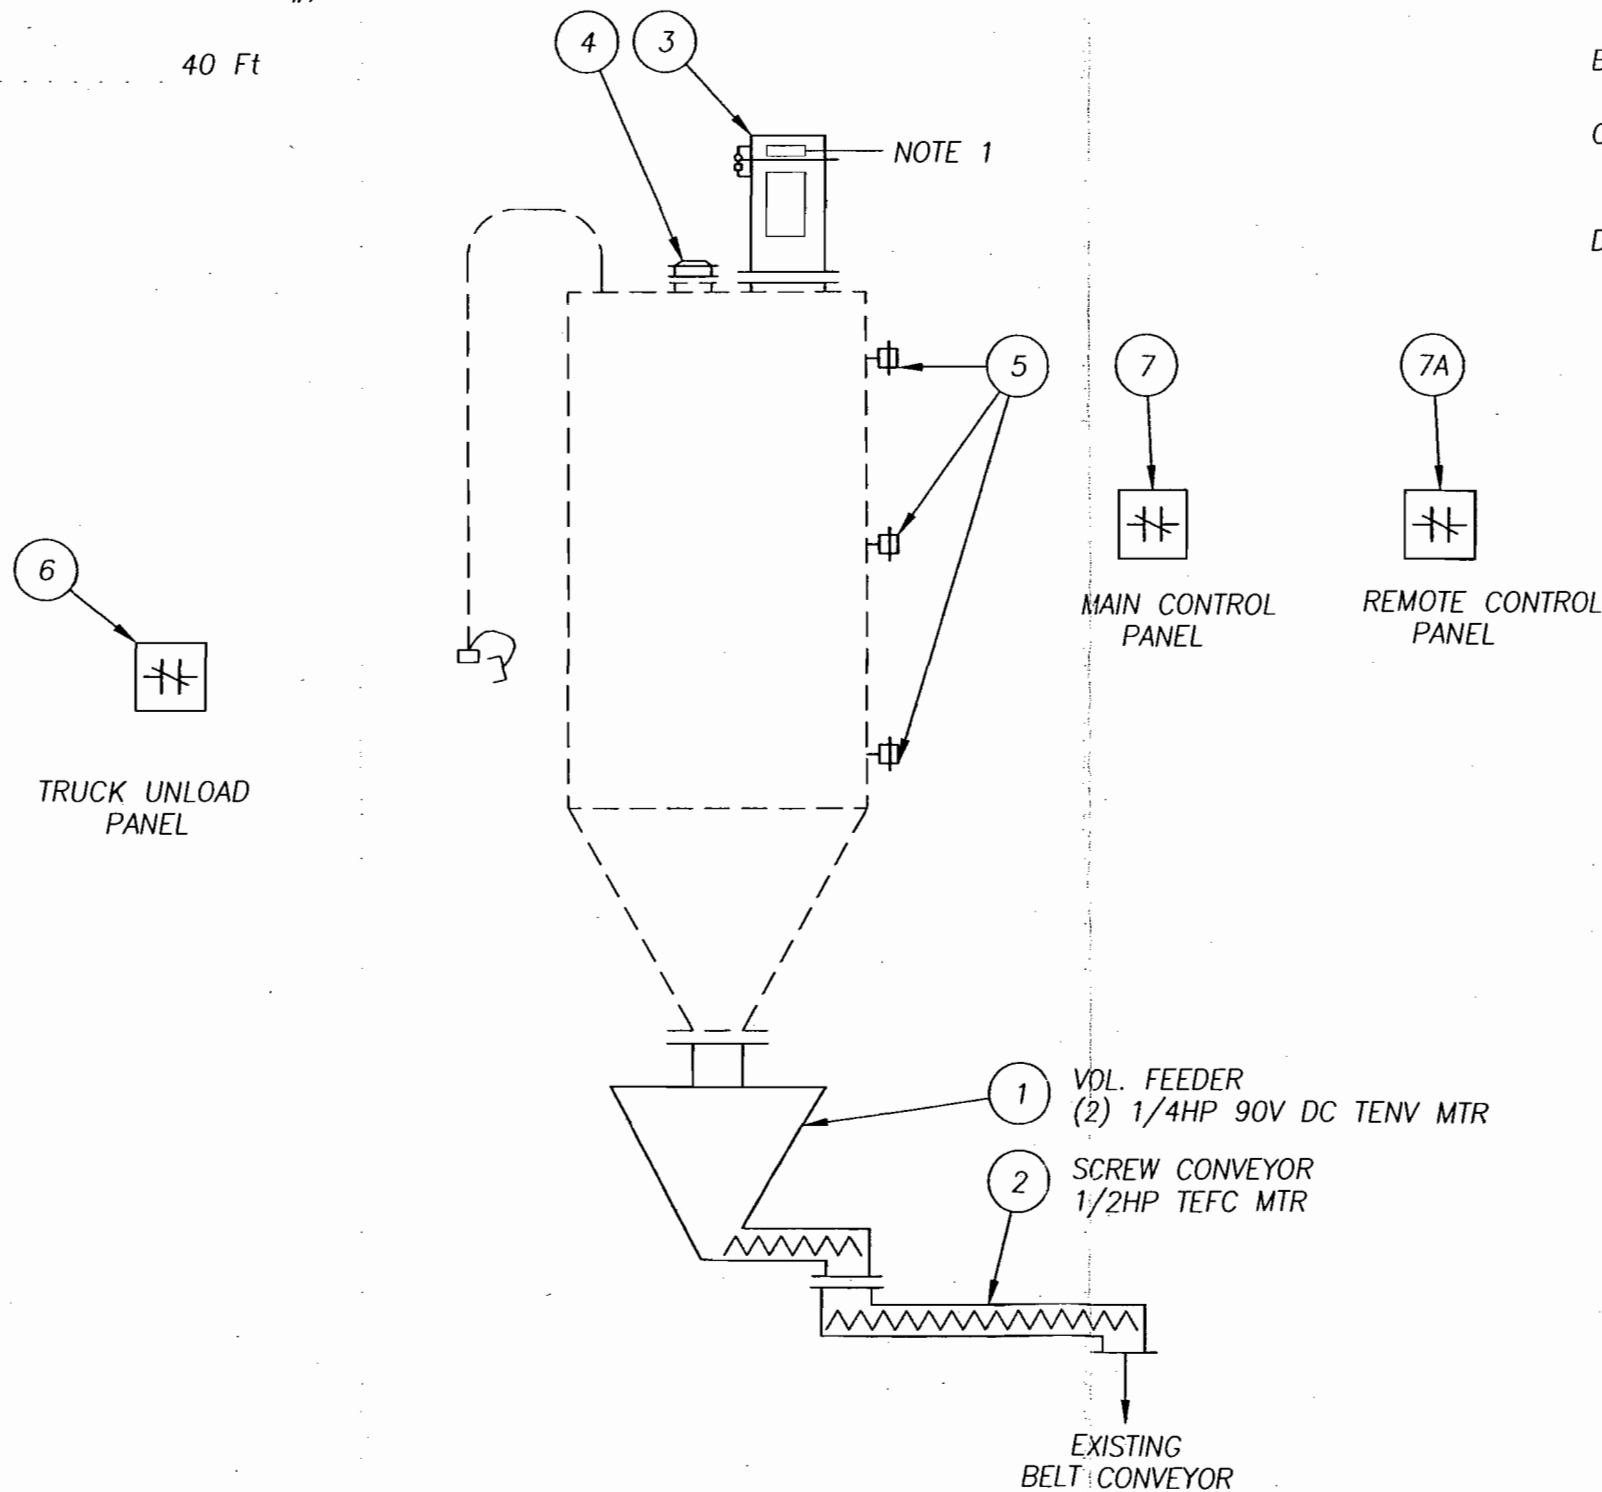 40 Ft
4
3
NOTE 1
5
7
7A
6
MAIN CONTROL
PANEL
REMOTE CONTROL
PANEL
TRUCK UNLOAD
PANEL
1
VOL. FEEDER
(2) 1/4HP 90V DC TENV MTR
2
SCREW CONVEYOR
1/2HP TEFC MTR
EXISTING
BELT CONVEYOR